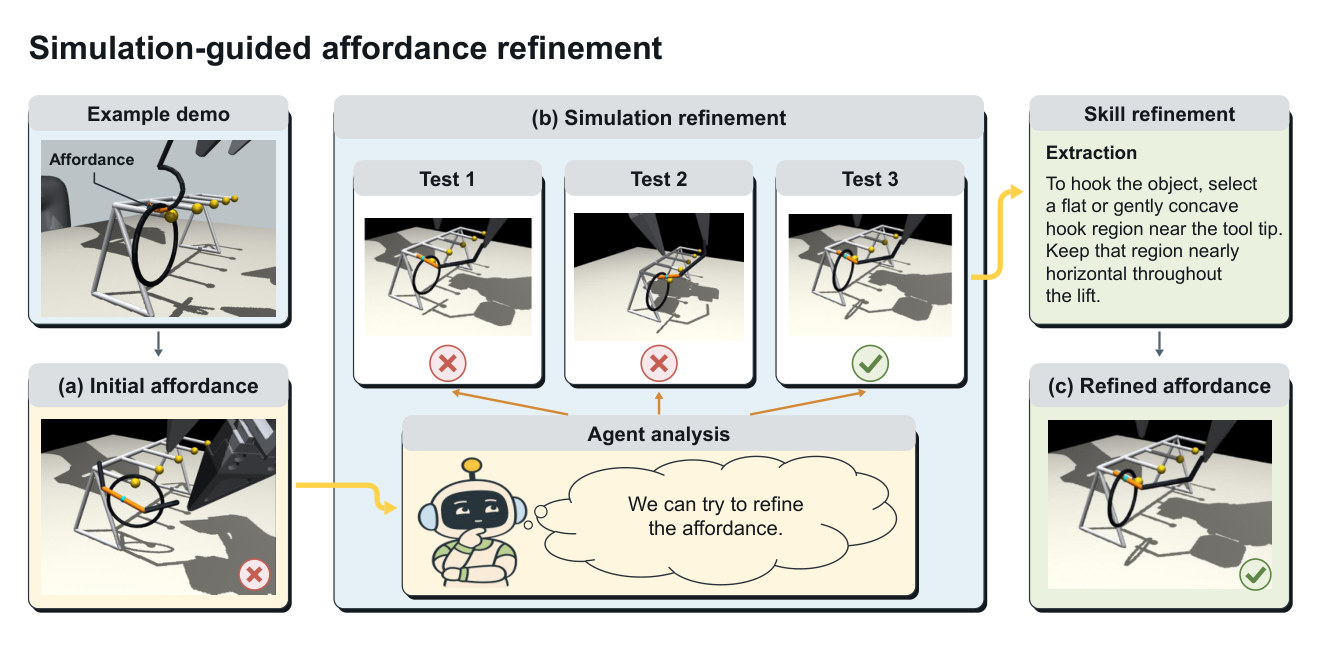 Simulation-guided affordance refinement
Example demo
Affordance
(a) Initial affordance
(b) Simulation refinement
Test 1
Test 2
Test 3
Agent analysis
We can try to refine
the affordance.
Skill refinement
Extraction
To hook the object, select
a flat or gently concave
hook region near the tool tip.
Keep that region nearly
horizontal throughout
the lift.
(c) Refined affordance